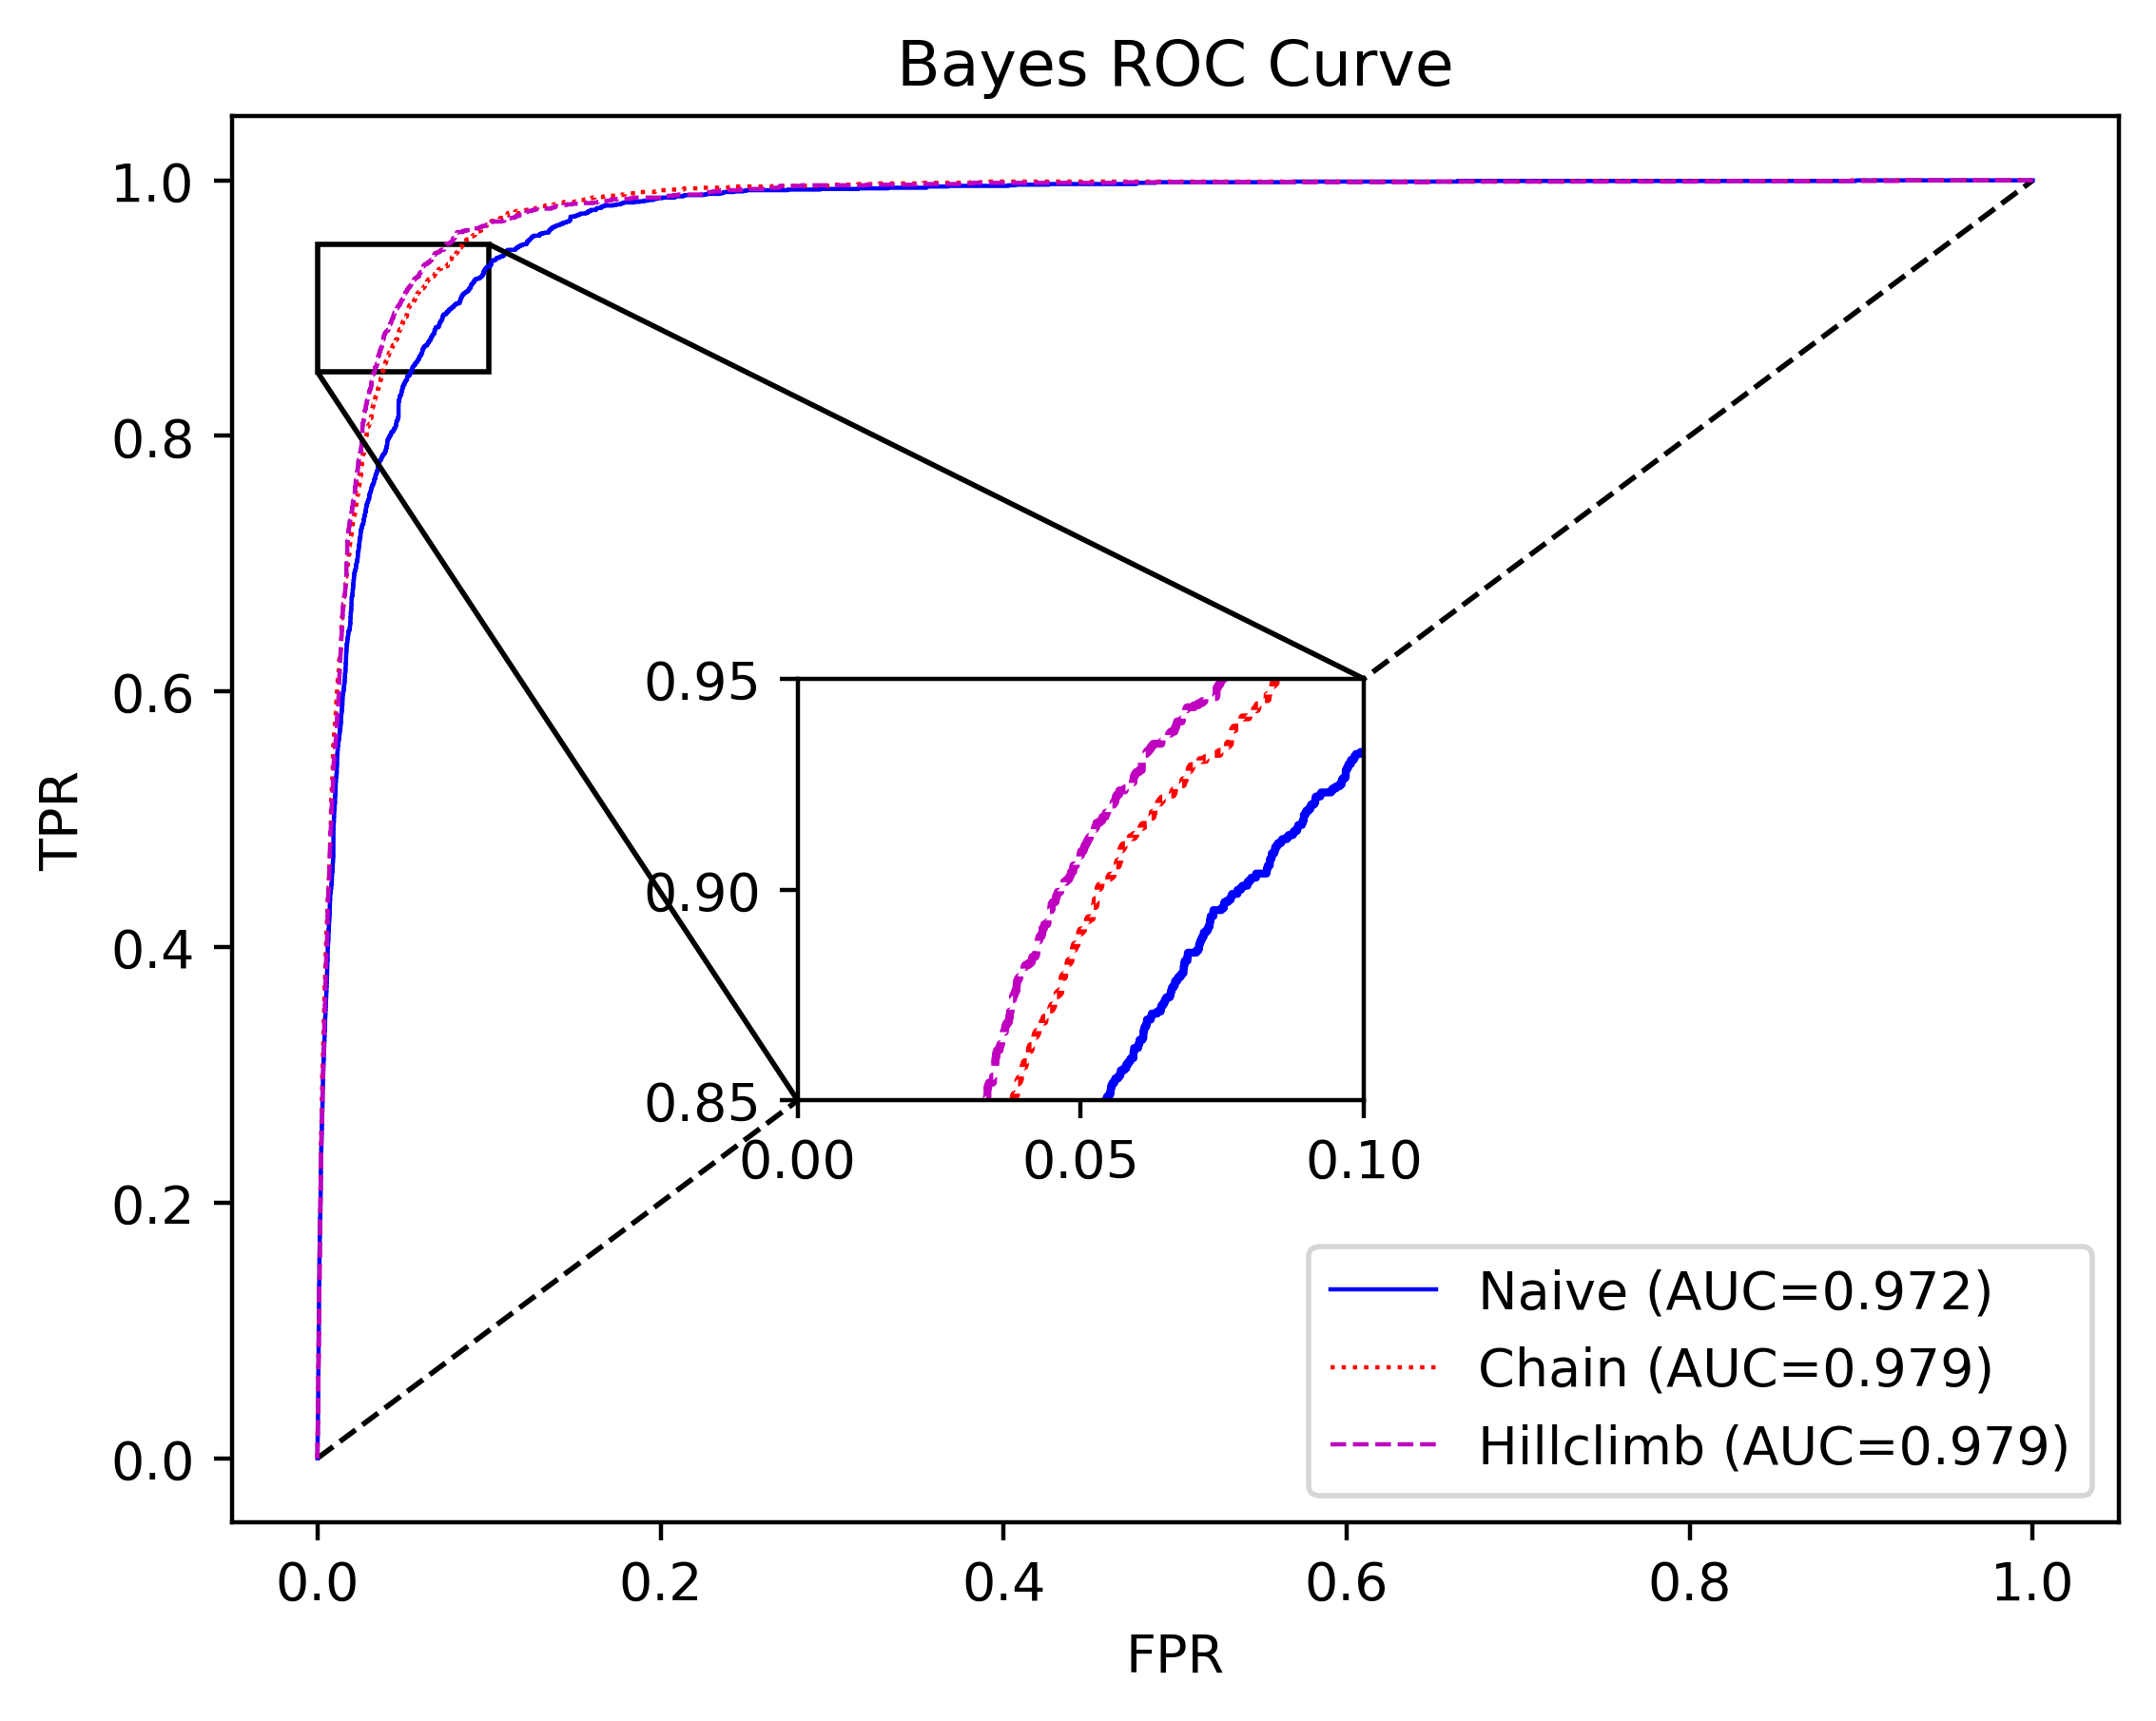 Bayes ROC Curve
1.0
0.8
0.6
0.4
0.2
0.0
TPR
0.95
0.90
0.85
0.00 0.05 0.10
Naive (AUC=0.972)
Chain (AUC=0.979)
Hillclimb (AUC=0.979)
0.0 0.2 0.4 0.6 0.8 1.0
FPR